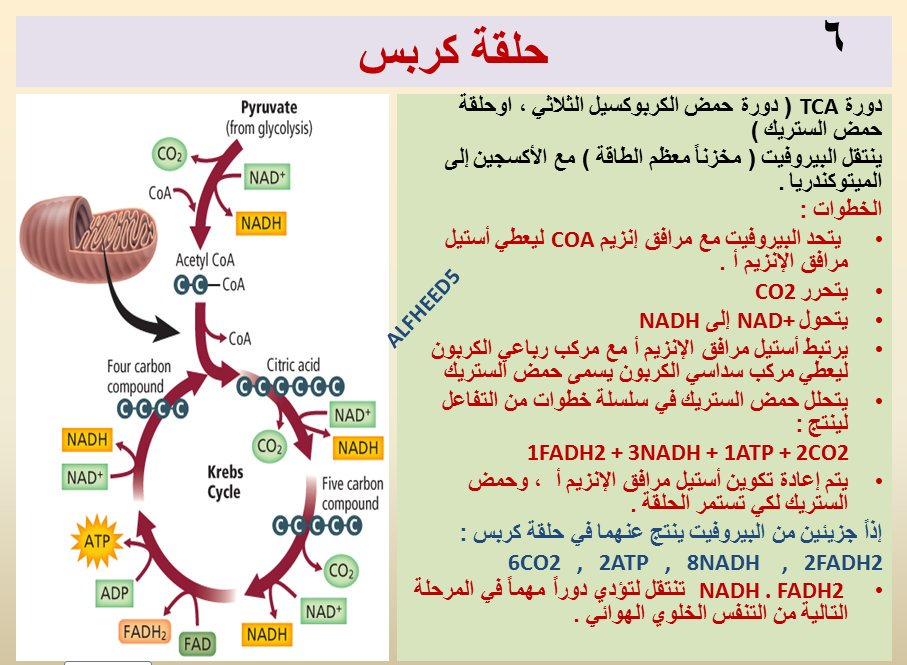 ٦
حلقة كربس
دورة TCA ( دورة حمض الكربوكسيل الثلاثي ، اوحلقة
حمض الستريك )
ينتقل البيروفيت ( مخزناً معظم الطاقة ) مع الأكسجين إلى
الميتوكندريا .
الخطوات :
• يتحد البيروفيت مع مرافق إنزيم COA ليعطي أستيل
مرافق الإنزيم أ .
• يتحرر CO2
• يتحول NAD+ إلى NADH
• يرتبط أستيل مرافق الإنزيم أ مع مركب رباعي الكربون
ليعطي مركب سداسي الكربون يسمى حمض الستريك
• يتحلل حمض الستريك في سلسلة خطوات من التفاعل
لينتج :
1FADH2 + 3NADH + 1ATP + 2CO2
• يتم إعادة تكوين أستيل مرافق الإنزيم أ ، وحمض
الستريك لكي تستمر الحلقة .
إذاً جزيئين من البيروفيت ينتج عنهما في حلقة كربس :
6CO2 , 2ATP , 8NADH , 2FADH2
• NADH . FADH2 تنتقل لتؤدي دوراً مهماً في المرحلة
التالية من التنفس الخلوي الهوائي .
ALFHEED5
Pyruvate
(from glycolysis)
CO₂
NAD⁺
CoA
NADH
Acetyl CoA
C C — CoA
CoA
Four carbon
compound
C C C C
Citric acid
C C C C C C
NAD⁺
CO₂
NADH
NADH
NAD⁺
Krebs
Cycle
Five carbon
compound
C C C C C
ATP
CO₂
ADP
NAD⁺
FADH₂
FAD
NADH